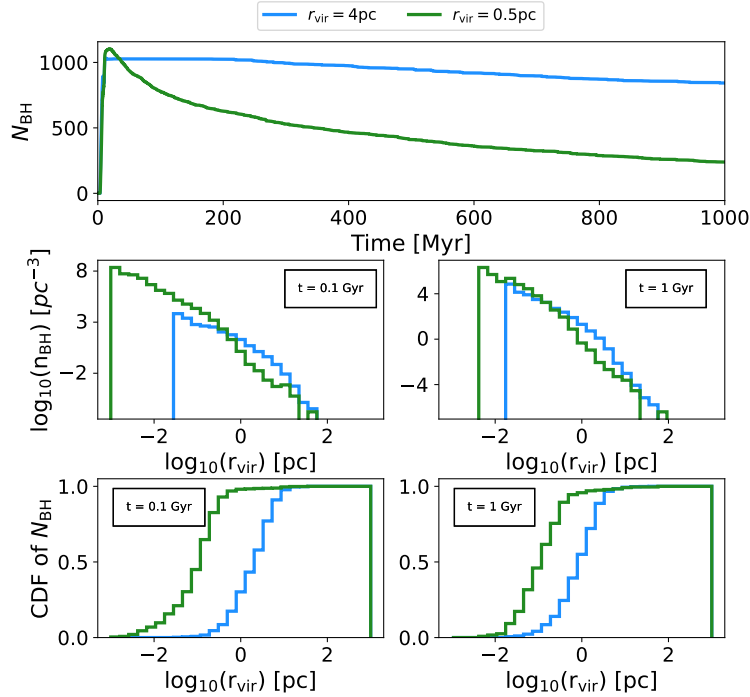 r_vir = 4pc r_vir = 0.5pc
1000
500
0
N_BH
0 200 400 600 800 1000
Time [Myr]
8
3
−2
log₁₀(n_BH) [pc⁻³]
t = 0.1 Gyr
−2 0 2
log₁₀(r_vir) [pc]
4
0
−4
t = 1 Gyr
−2 0 2
log₁₀(r_vir) [pc]
1.0
0.5
0.0
CDF of N_BH
t = 0.1 Gyr
−2 0 2
log₁₀(r_vir) [pc]
1.0
0.5
0.0
t = 1 Gyr
−2 0 2
log₁₀(r_vir) [pc]